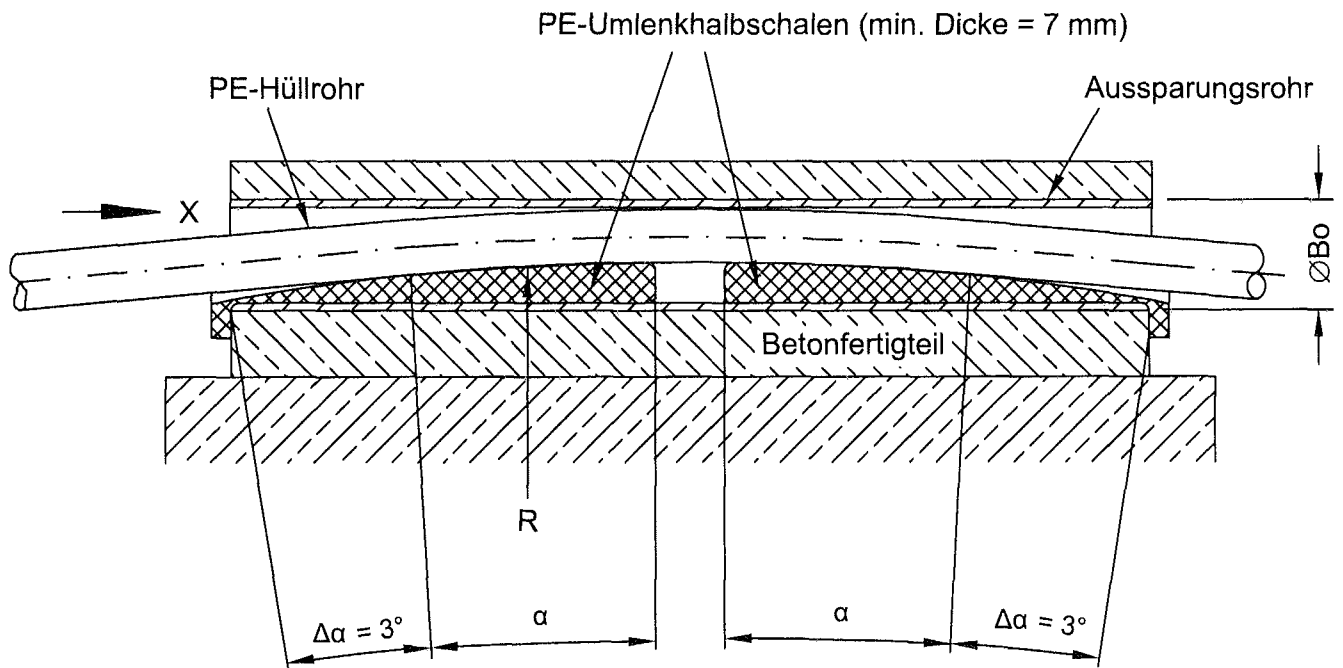 PE-Umlenkhalbschalen (min. Dicke = 7 mm)
PE-Hüllrohr
Aussparungsrohr
X
ØBo
Betonfertigteil
R
Δα = 3°
α
α
Δα = 3°